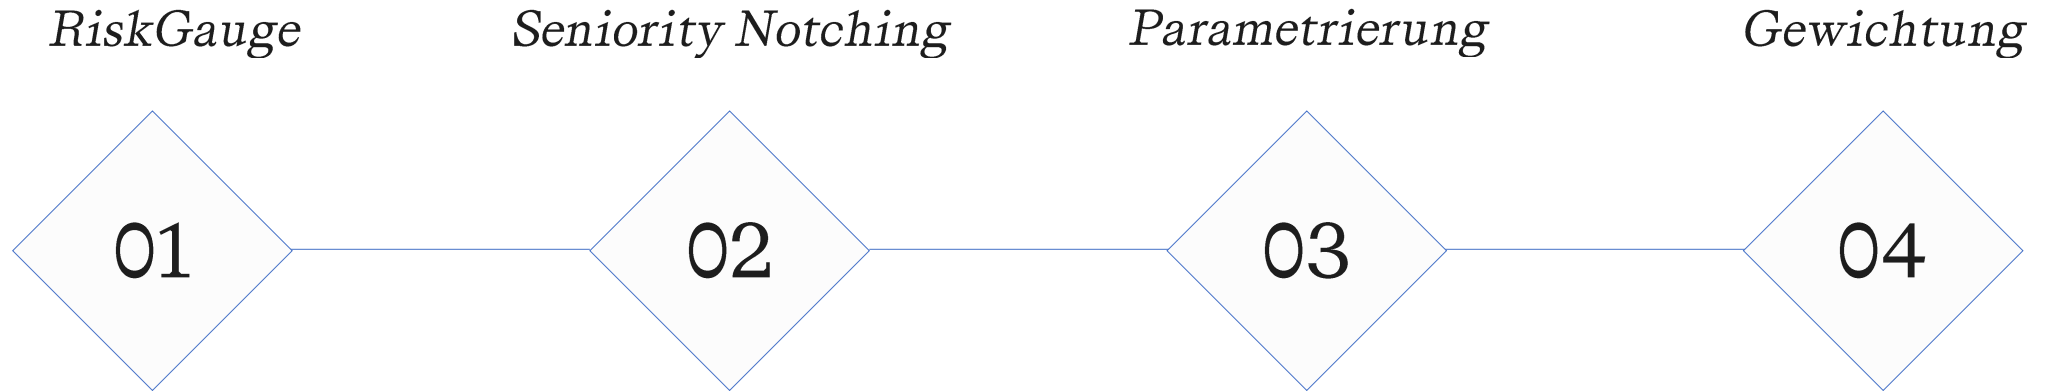 RiskGauge
Seniority Notching
Parametrierung
Gewichtung
01
02
03
04